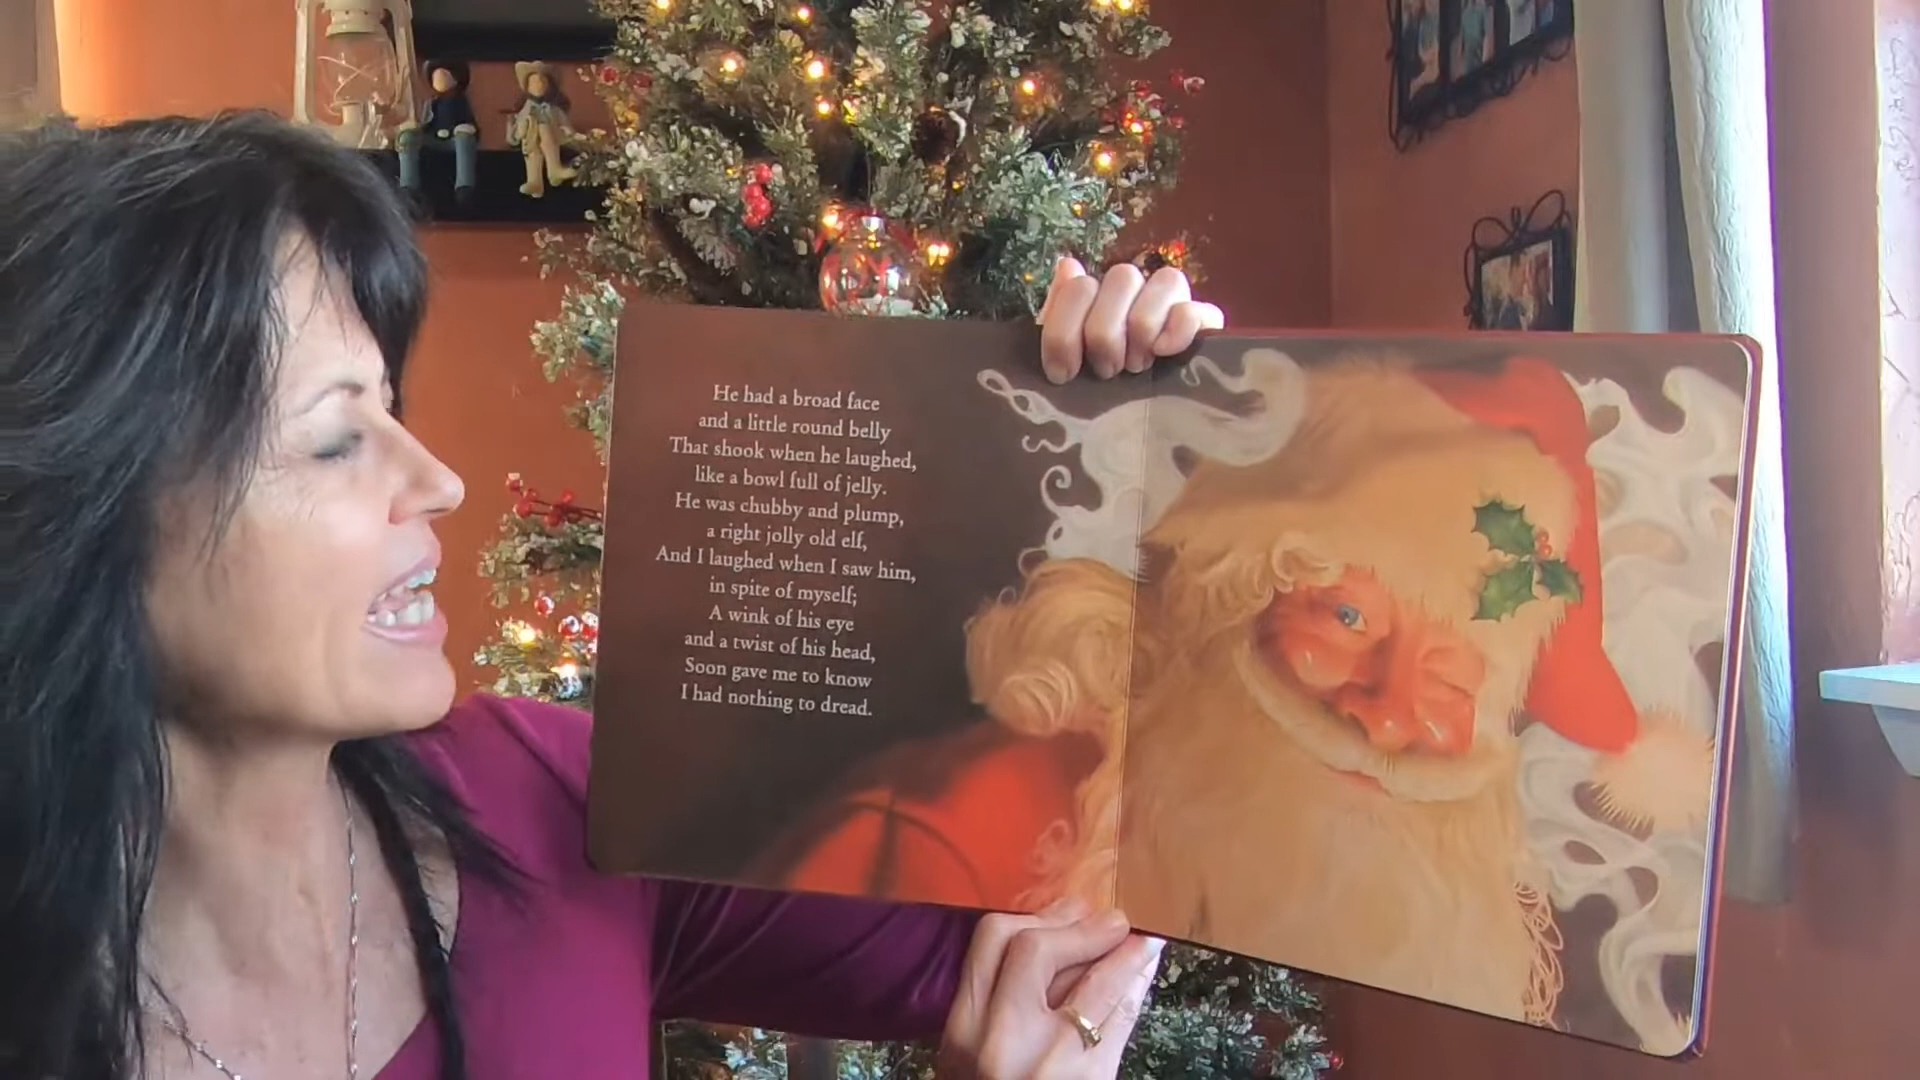 He had a broad face
and a little round belly
That shook when he laughed,
like a bowl full of jelly.
He was chubby and plump,
a right jolly old elf,
And I laughed when I saw him,
in spite of myself;
A wink of his eye
and a twist of his head,
Soon gave me to know
I had nothing to dread.